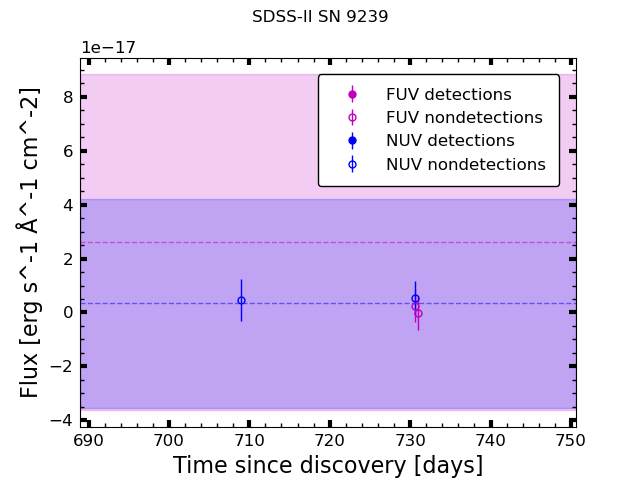 SDSS-II SN 9239
1e−17
8
6
4
2
0
−2
−4
690 700 710 720 730 740 750
Time since discovery [days]
Flux [erg s^-1 Å^-1 cm^-2]
FUV detections
FUV nondetections
NUV detections
NUV nondetections